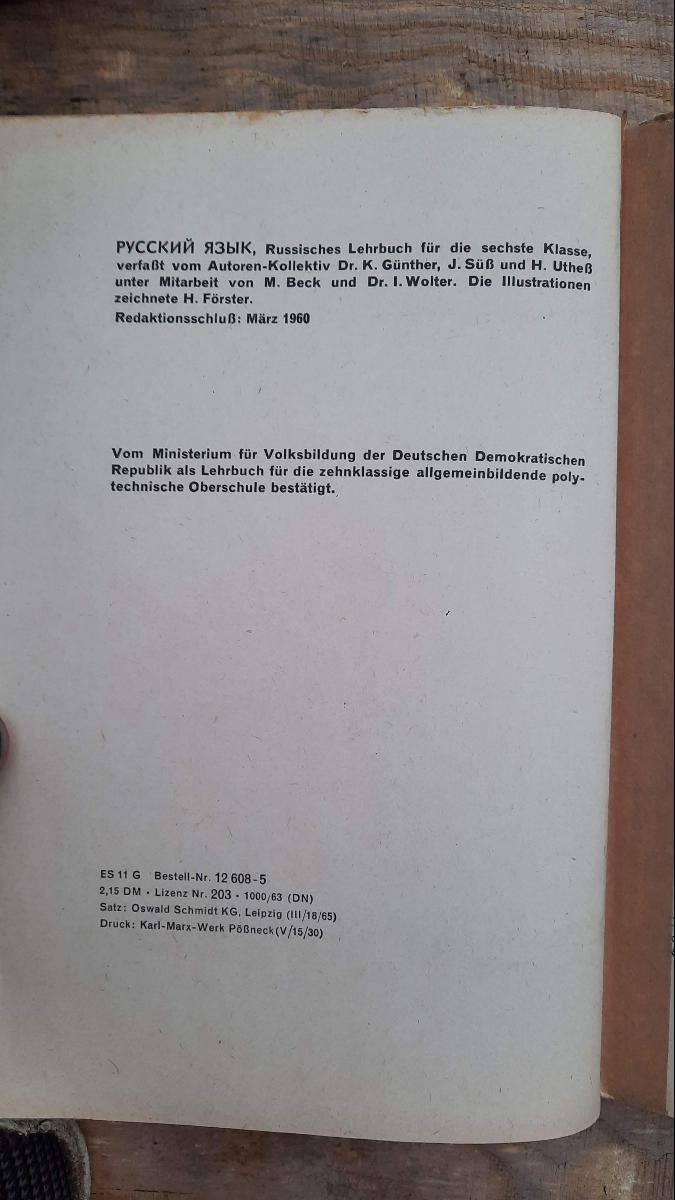 РУССКИЙ ЯЗЫК, Russisches Lehrbuch für die sechste Klasse,
verfaßt vom Autoren-Kollektiv Dr. K. Günther, J. Süß und H. Utheß
unter Mitarbeit von M. Beck und Dr. I. Wolter. Die Illustrationen
zeichnete H. Förster.
Redaktionsschluß: März 1960
Vom Ministerium für Volksbildung der Deutschen Demokratischen
Republik als Lehrbuch für die zehnklassige allgemeinbildende poly-
technische Oberschule bestätigt.
ES 11 G Bestell-Nr. 12 608-5
2,15 DM · Lizenz Nr. 203 · 1000/63 (DN)
Satz: Oswald Schmidt KG, Leipzig (III/18/65)
Druck: Karl-Marx-Werk Pößneck (V/15/30)